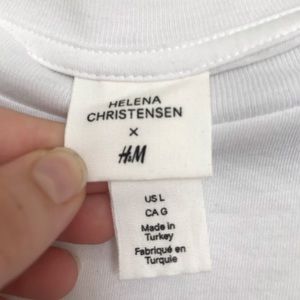 HELENA
CHRISTENSEN
×
H&M
US L
CA G
Made in
Turkey
Fabriqué en
Turquie